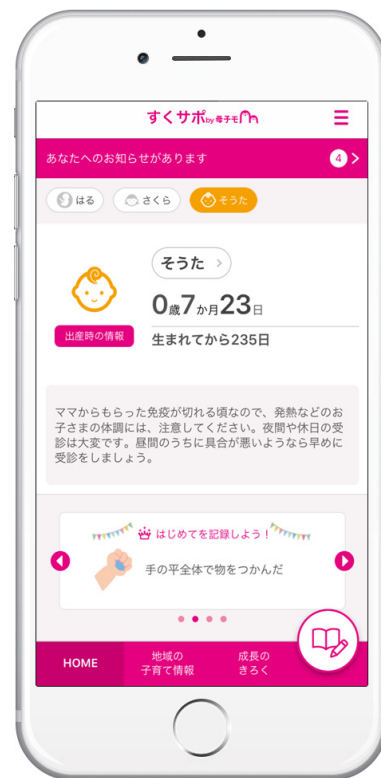 すくサポby母子モ
あなたへのお知らせがあります 4
はる さくら そうた
そうた
0歳7か月23日
出産時の情報
生まれてから235日
ママからもらった免疫が切れる頃なので、発熱などのお
子さまの体調には、注意してください。夜間や休日の受
診は大変です。昼間のうちに具合が悪いようなら早めに
受診をしましょう。
はじめてを記録しよう！
手の平全体で物をつかんだ
HOME
地域の
子育て情報
成長の
きろく